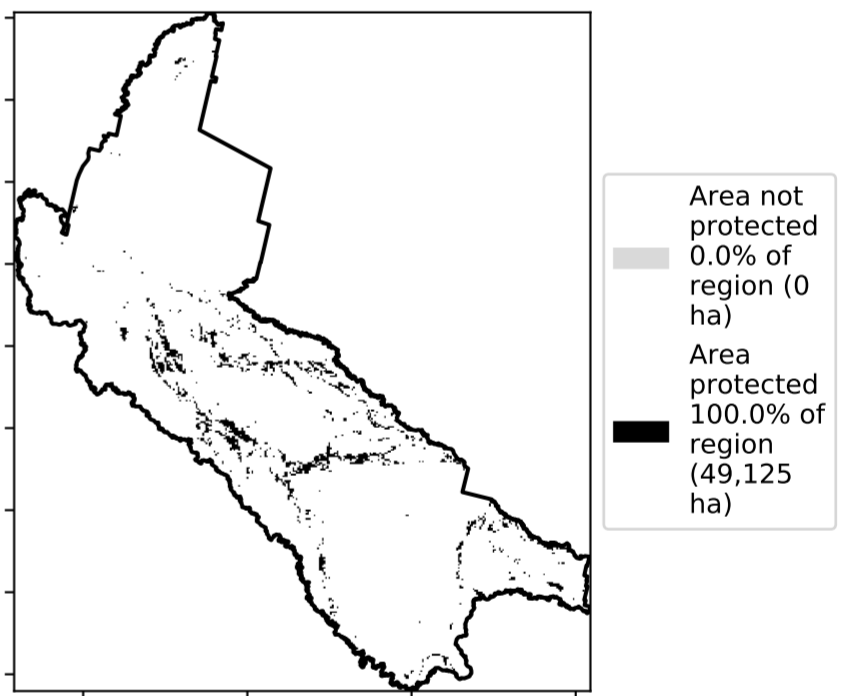 Area not
protected
0.0% of
region (0
ha)
Area
protected
100.0% of
region
(49,125
ha)